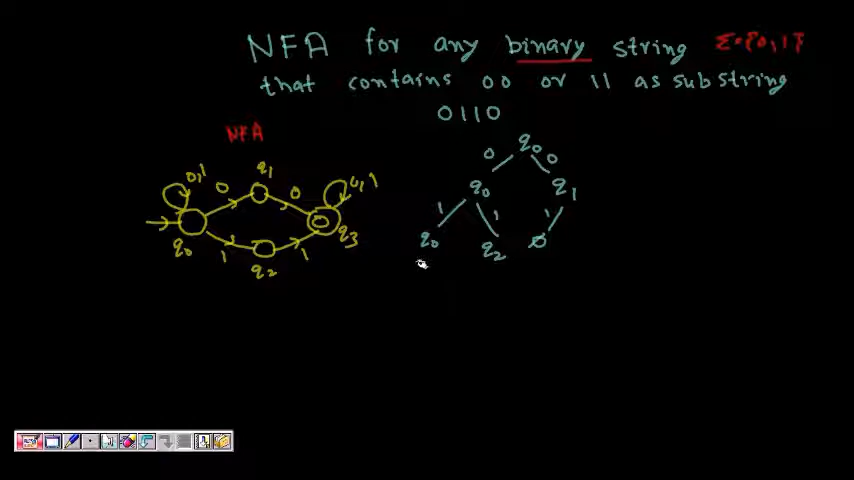 NFA for any binary string Σ={0,1}
that contains 00 or 11 as substring
0110
NFA
q0
0 0
0,1 q1 0,1
0 0
q0 q1
q0 q3
1 1 1
1 1
q0 q2 ∅
q2